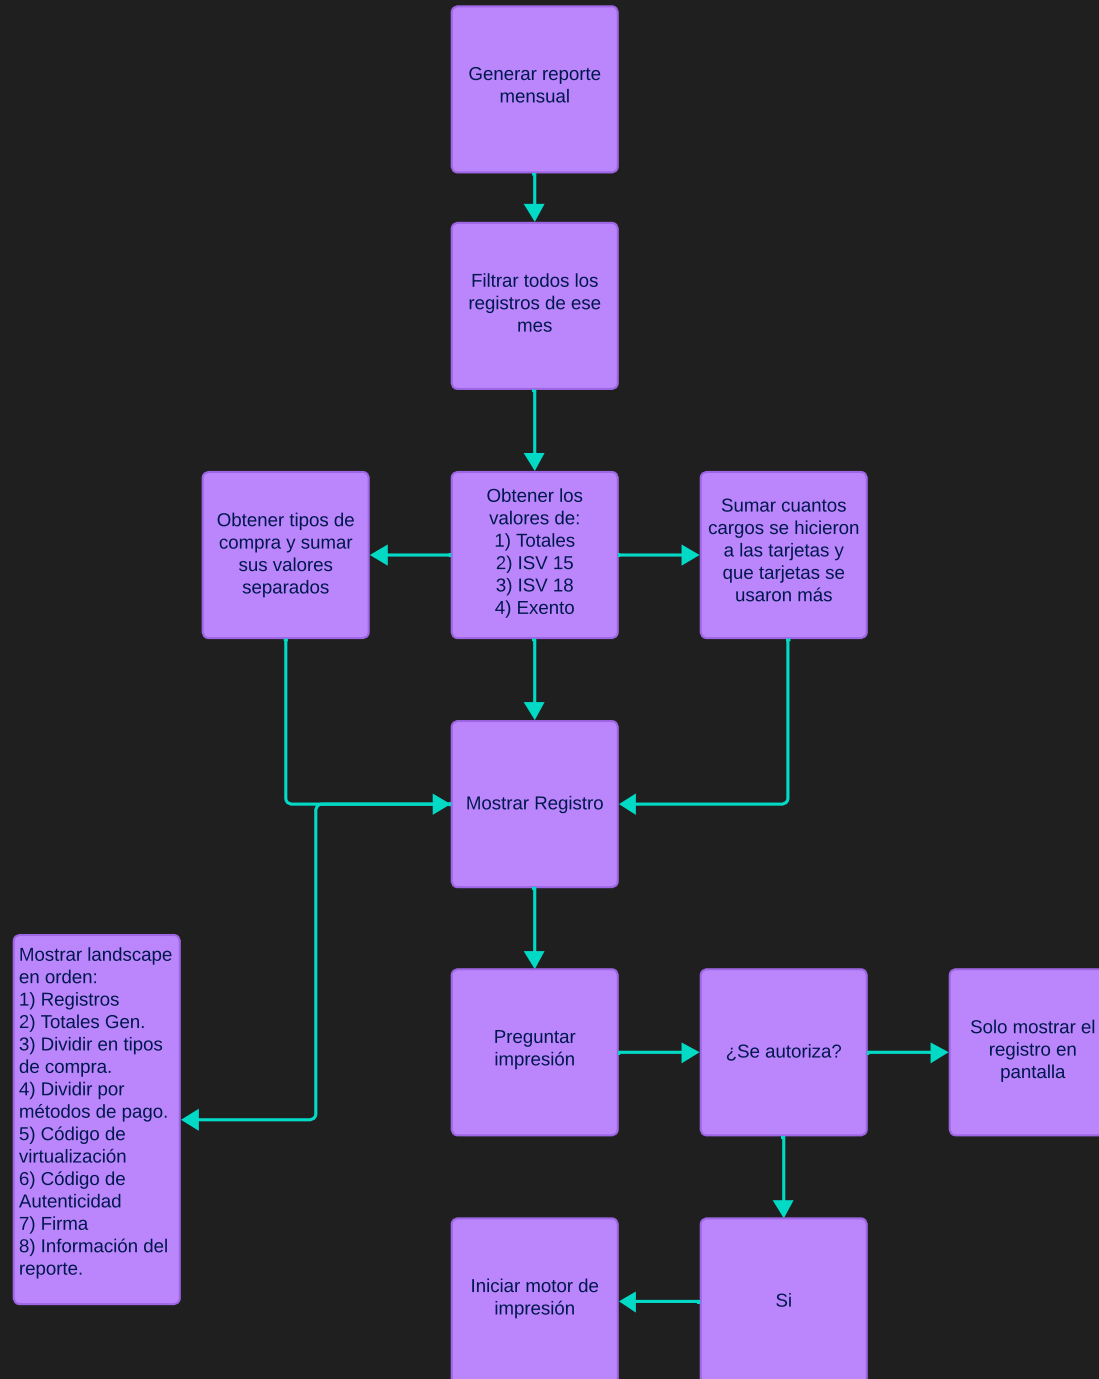 Generar reporte
mensual
Filtrar todos los
registros de ese
mes
Obtener tipos de
compra y sumar
sus valores
separados
Obtener los
valores de:
1) Totales
2) ISV 15
3) ISV 18
4) Exento
Sumar cuantos
cargos se hicieron
a las tarjetas y
que tarjetas se
usaron más
Mostrar Registro
Mostrar landscape
en orden:
1) Registros
2) Totales Gen.
3) Dividir en tipos
de compra.
4) Dividir por
métodos de pago.
5) Código de
virtualización
6) Código de
Autenticidad
7) Firma
8) Información del
reporte.
Preguntar
impresión
¿Se autoriza?
Solo mostrar el
registro en
pantalla
Iniciar motor de
impresión
Si